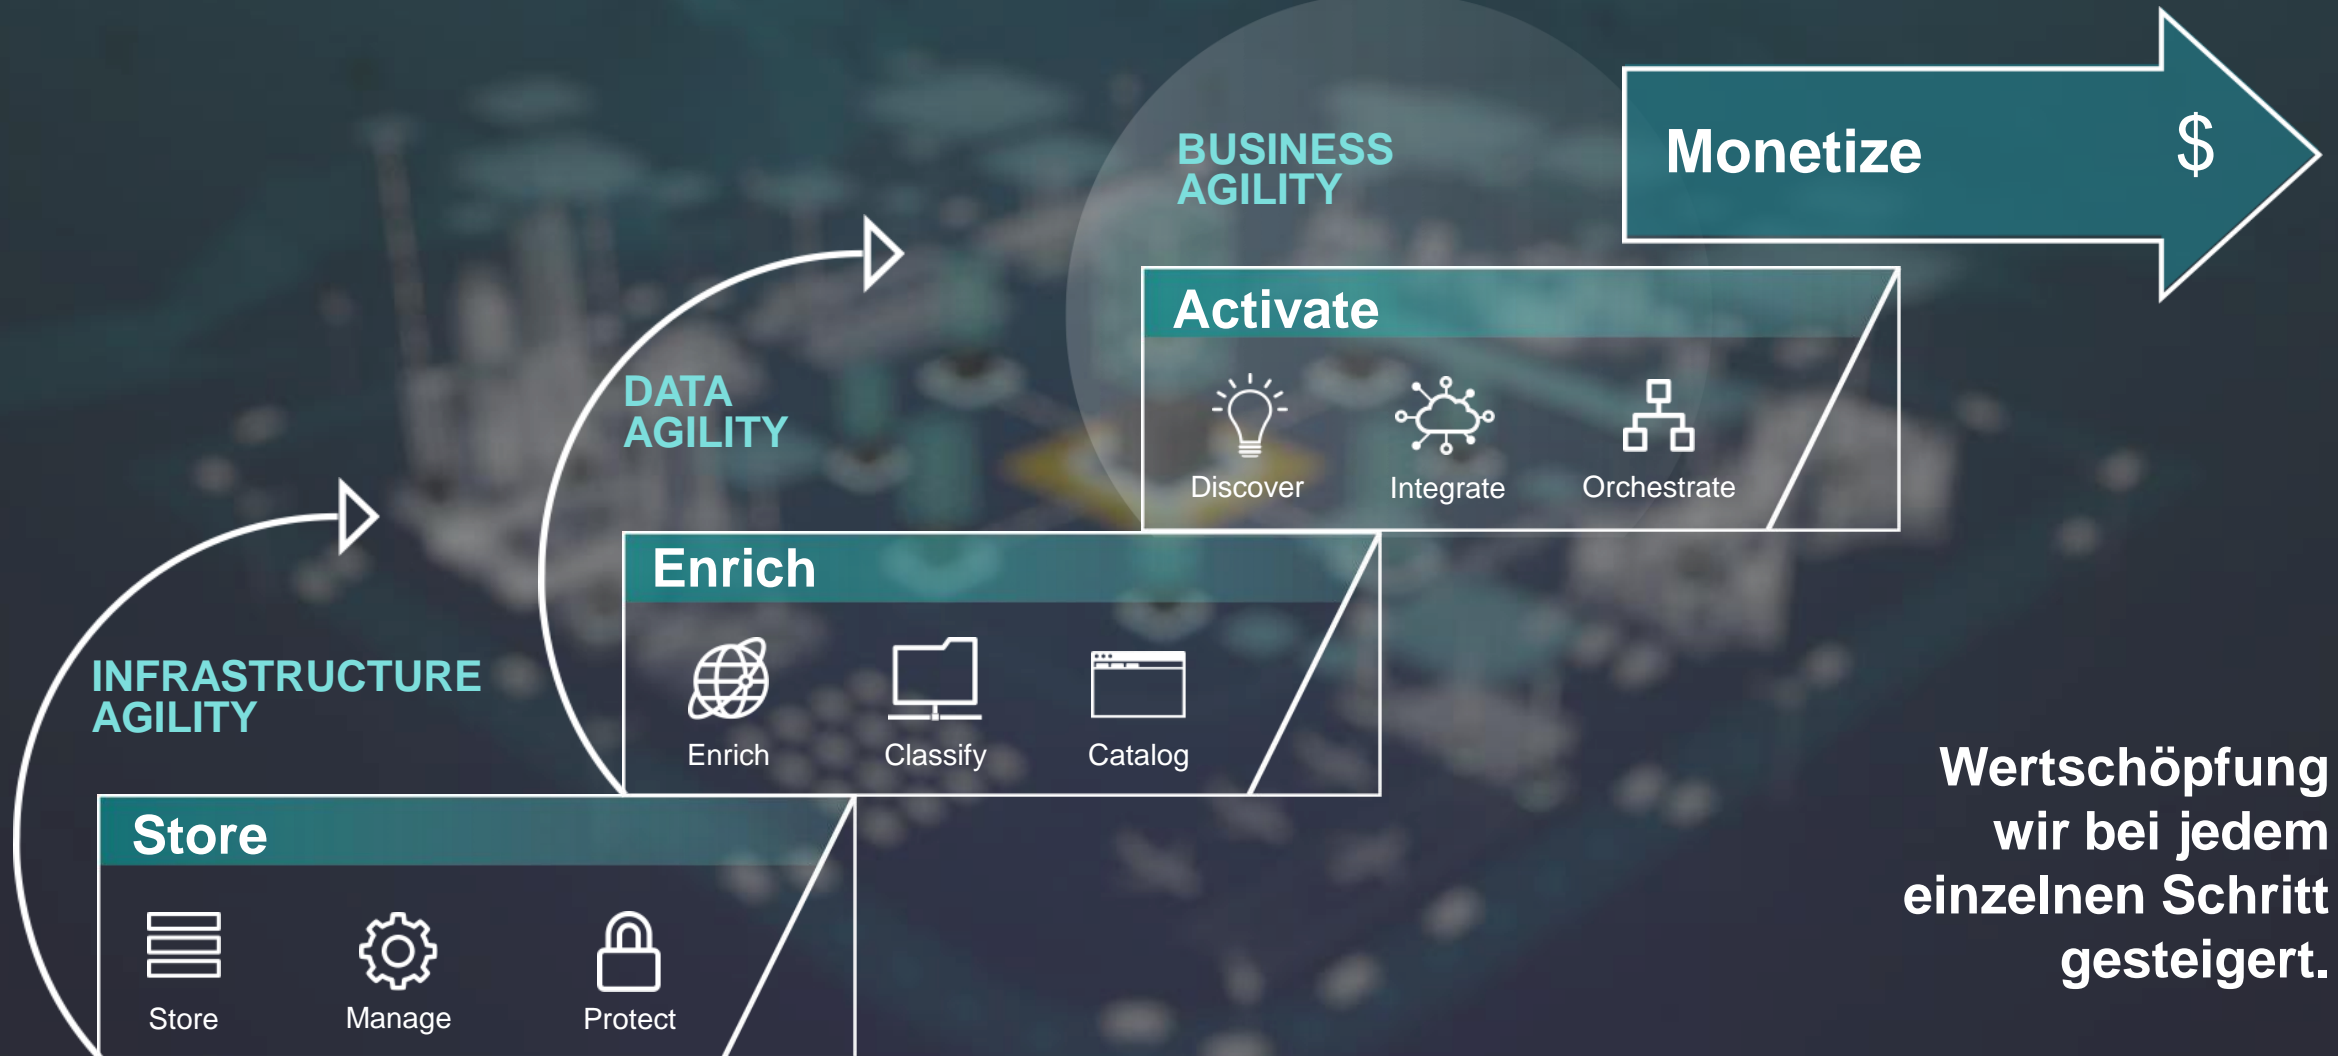 BUSINESS
AGILITY
Monetize $
Activate
Discover Integrate Orchestrate
DATA
AGILITY
Enrich
Enrich Classify Catalog
INFRASTRUCTURE
AGILITY
Store
Store Manage Protect
Wertschöpfung
wir bei jedem
einzelnen Schritt
gesteigert.